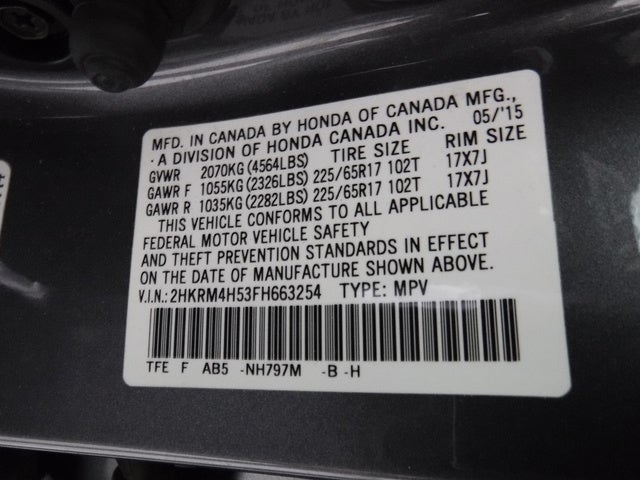 MFD. IN CANADA BY HONDA OF CANADA MFG.,
·A DIVISION OF HONDA CANADA INC. 05/'15
GVWR 2070KG(4564LBS) TIRE SIZE RIM SIZE
GAWR F 1055KG(2326LBS)225/65R17 102T 17X7J
GAWR R 1035KG(2282LBS)225/65R17 102T 17X7J
THIS VEHICLE CONFORMS TO ALL APPLICABLE
FEDERAL MOTOR VEHICLE SAFETY
AND THEFT PREVENTION STANDARDS IN EFFECT
ON THE DATE OF MANUFACTURE SHOWN ABOVE.
V.I.N.:2HKRM4H53FH663254 TYPE: MPV
TFE F AB5 -NH797M -B -H